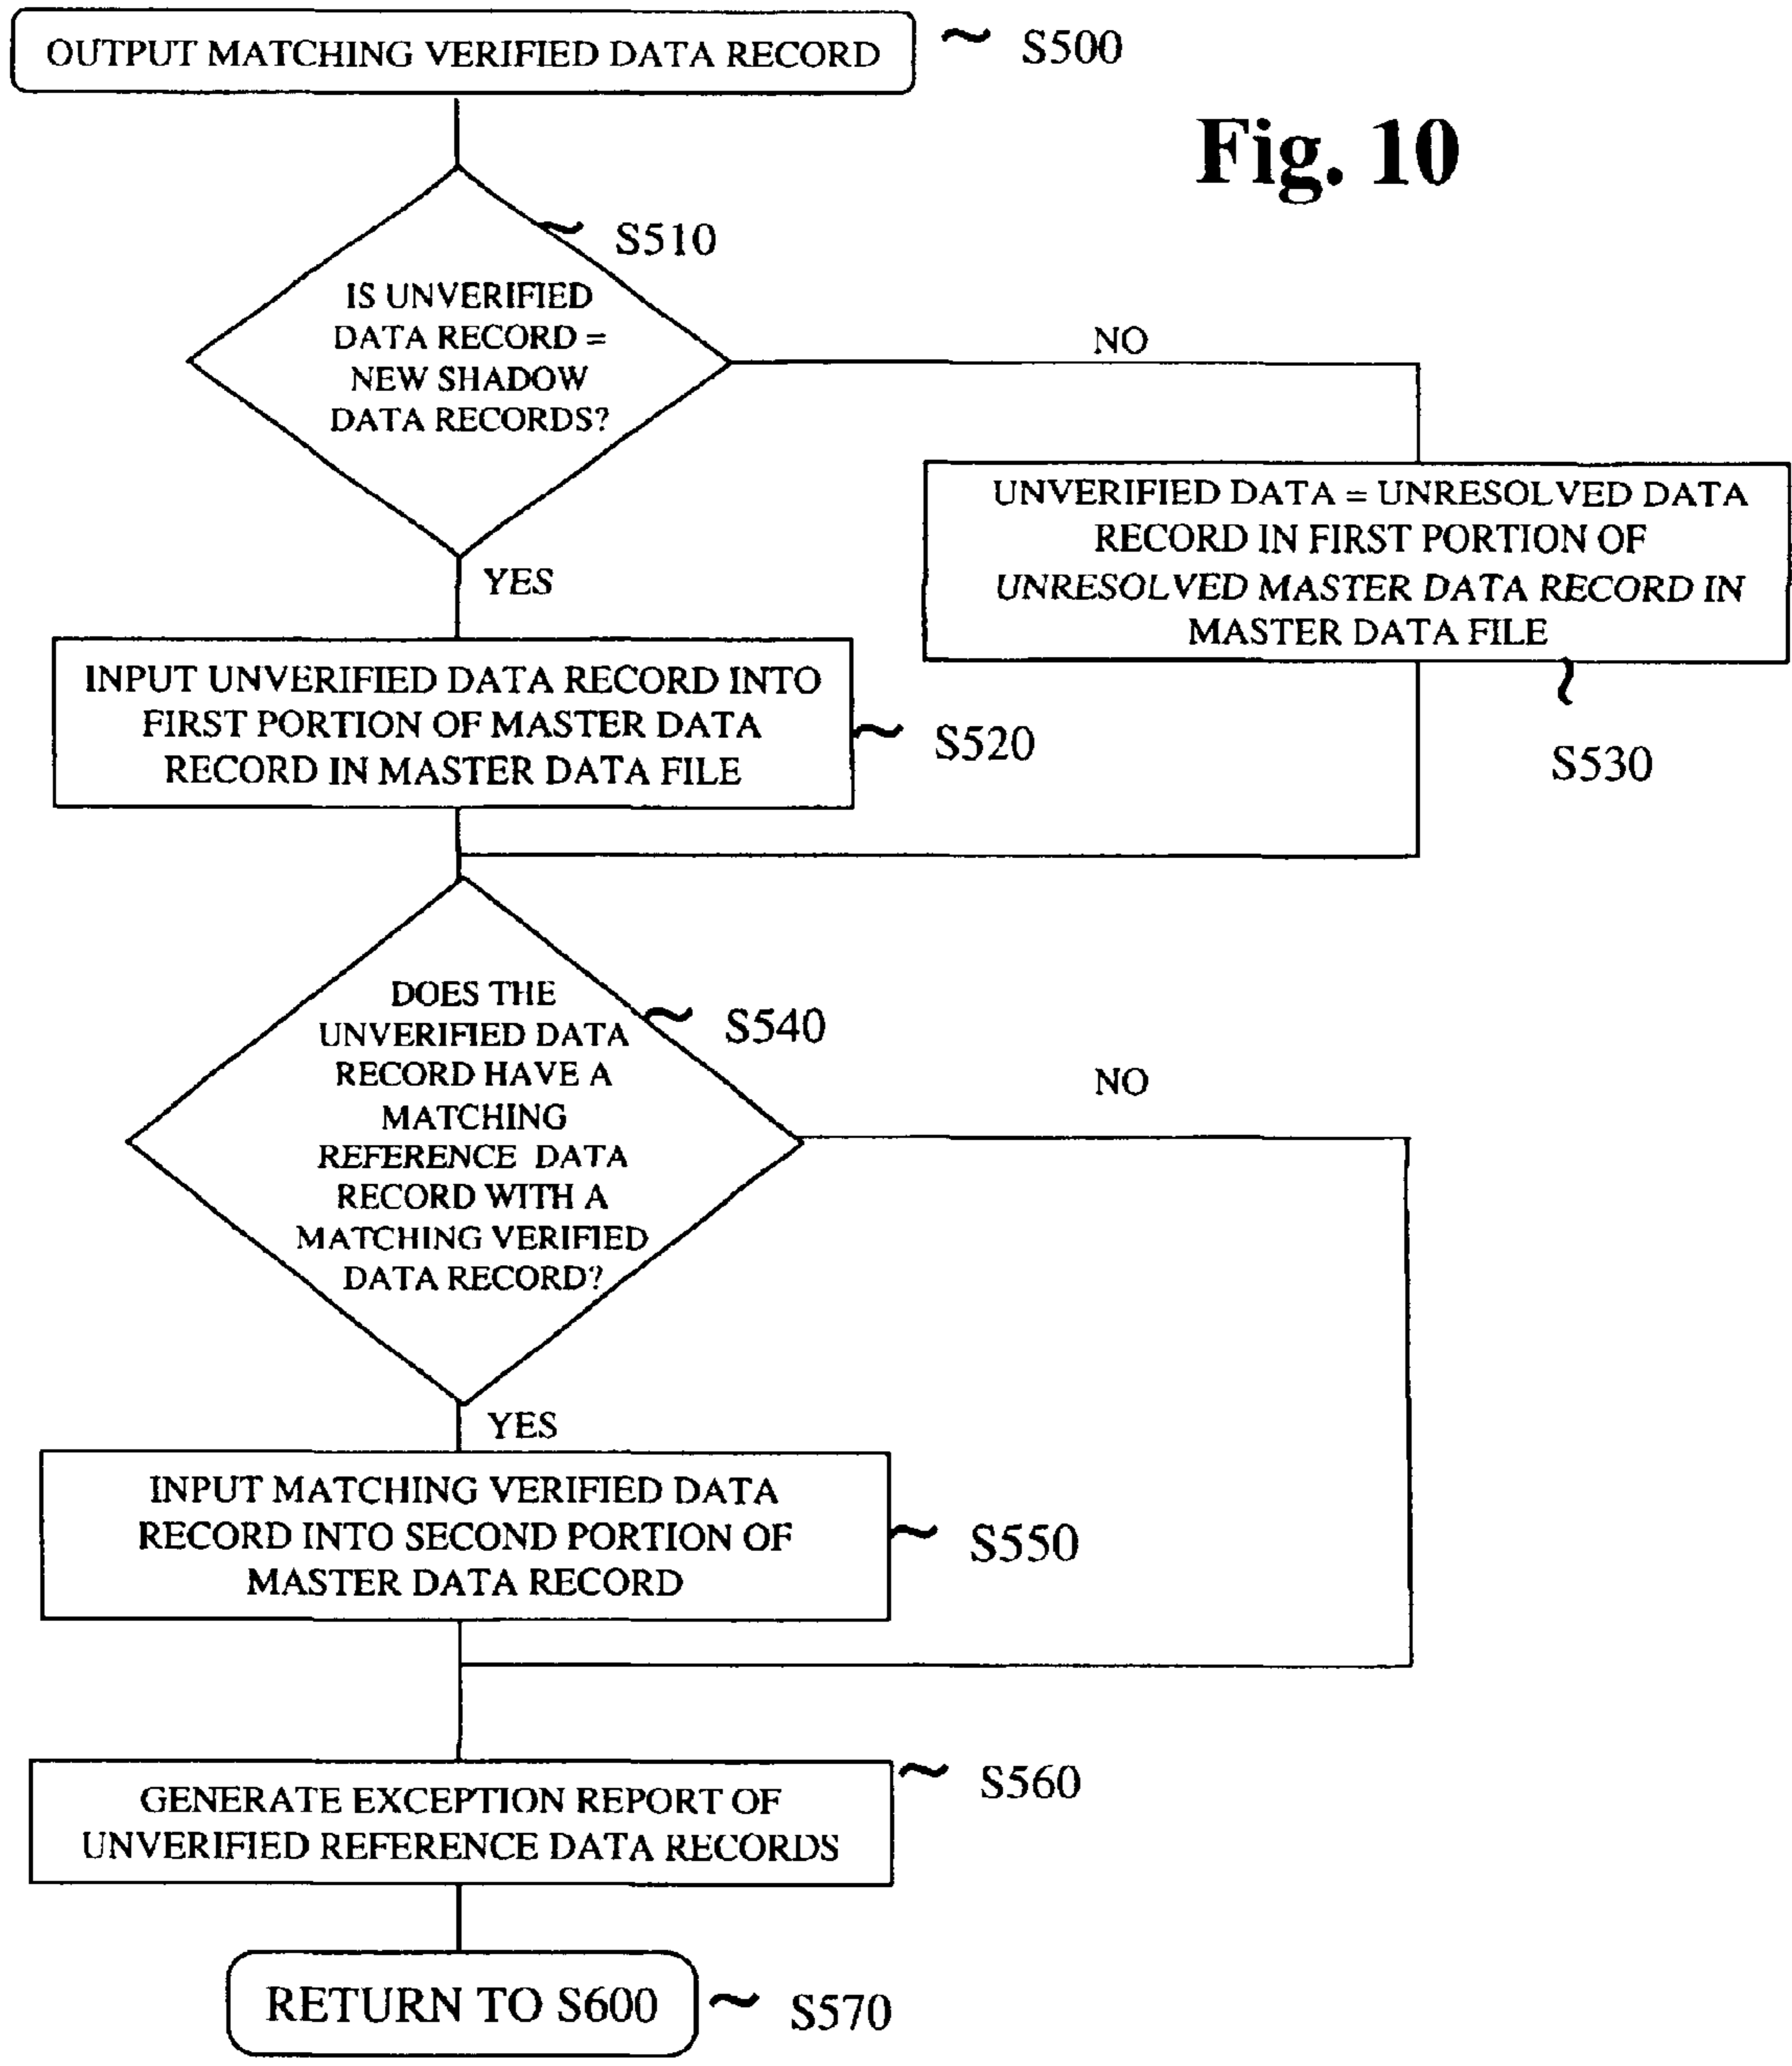 OUTPUT MATCHING VERIFIED DATA RECORD
S500
Fig. 10
S510
IS UNVERIFIED
DATA RECORD =
NEW SHADOW
DATA RECORDS?
NO
UNVERIFIED DATA = UNRESOLVED DATA
RECORD IN FIRST PORTION OF
UNRESOLVED MASTER DATA RECORD IN
MASTER DATA FILE
S530
YES
INPUT UNVERIFIED DATA RECORD INTO
FIRST PORTION OF MASTER DATA
RECORD IN MASTER DATA FILE
S520
DOES THE
UNVERIFIED DATA
RECORD HAVE A
MATCHING
REFERENCE DATA
RECORD WITH A
MATCHING VERIFIED
DATA RECORD?
S540
NO
YES
INPUT MATCHING VERIFIED DATA
RECORD INTO SECOND PORTION OF
MASTER DATA RECORD
S550
GENERATE EXCEPTION REPORT OF
UNVERIFIED REFERENCE DATA RECORDS
S560
RETURN TO S600
S570